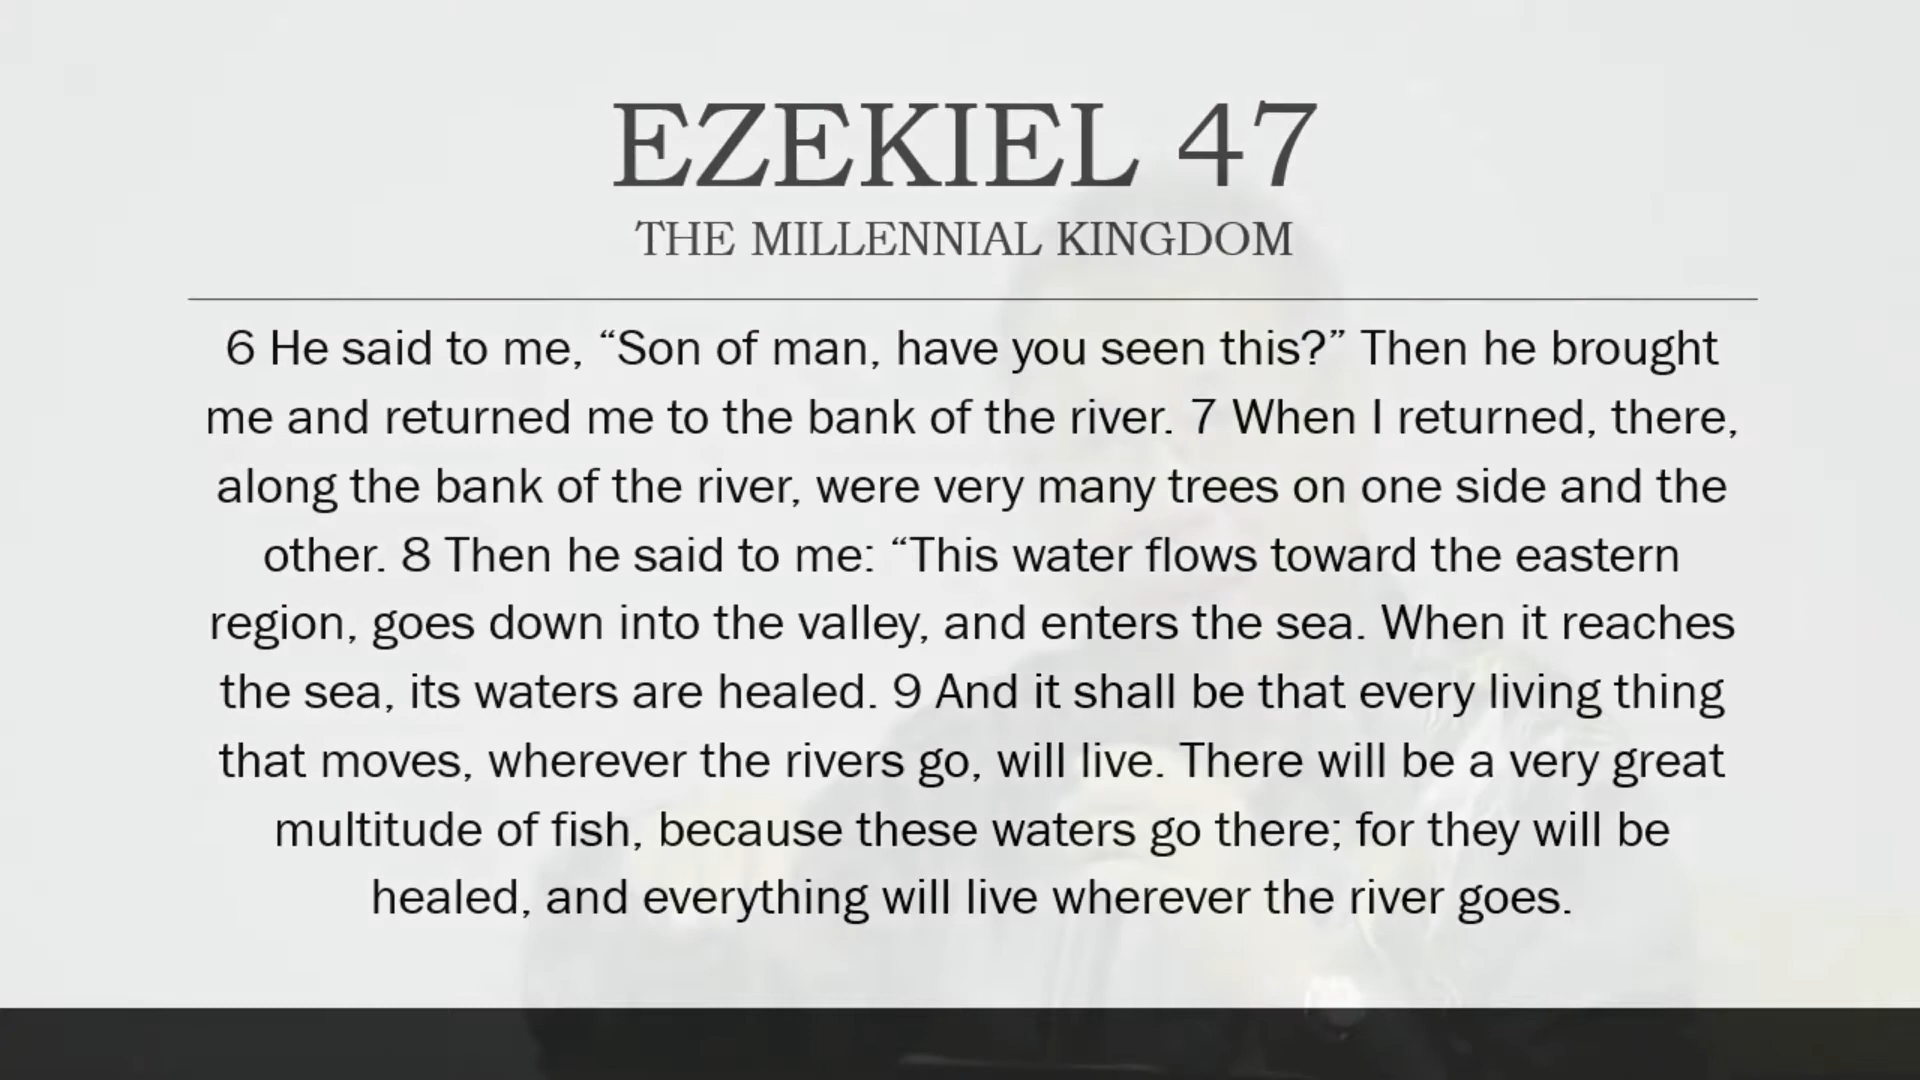 EZEKIEL 47
THE MILLENNIAL KINGDOM
6 He said to me, “Son of man, have you seen this?” Then he brought
me and returned me to the bank of the river. 7 When I returned, there,
along the bank of the river, were very many trees on one side and the
other. 8 Then he said to me: “This water flows toward the eastern
region, goes down into the valley, and enters the sea. When it reaches
the sea, its waters are healed. 9 And it shall be that every living thing
that moves, wherever the rivers go, will live. There will be a very great
multitude of fish, because these waters go there; for they will be
healed, and everything will live wherever the river goes.